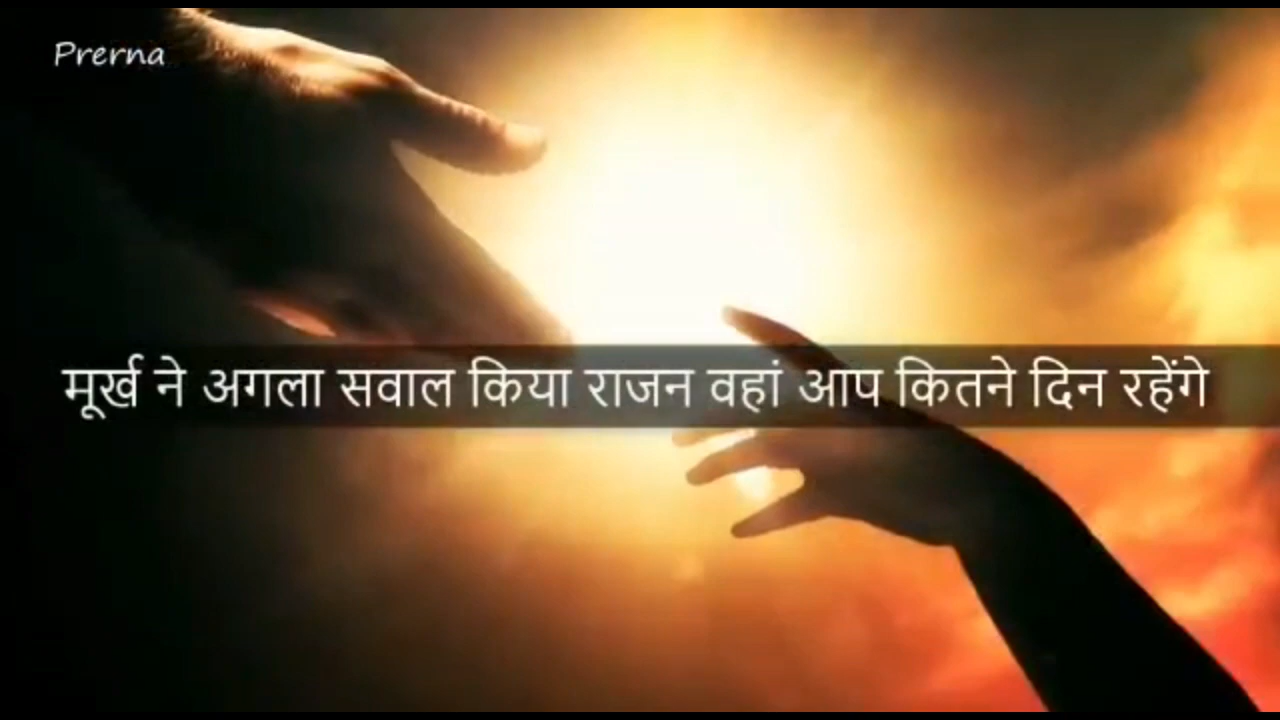 Prerna
मूर्ख ने अगला सवाल किया राजन वहां आप कितने दिन रहेंगे